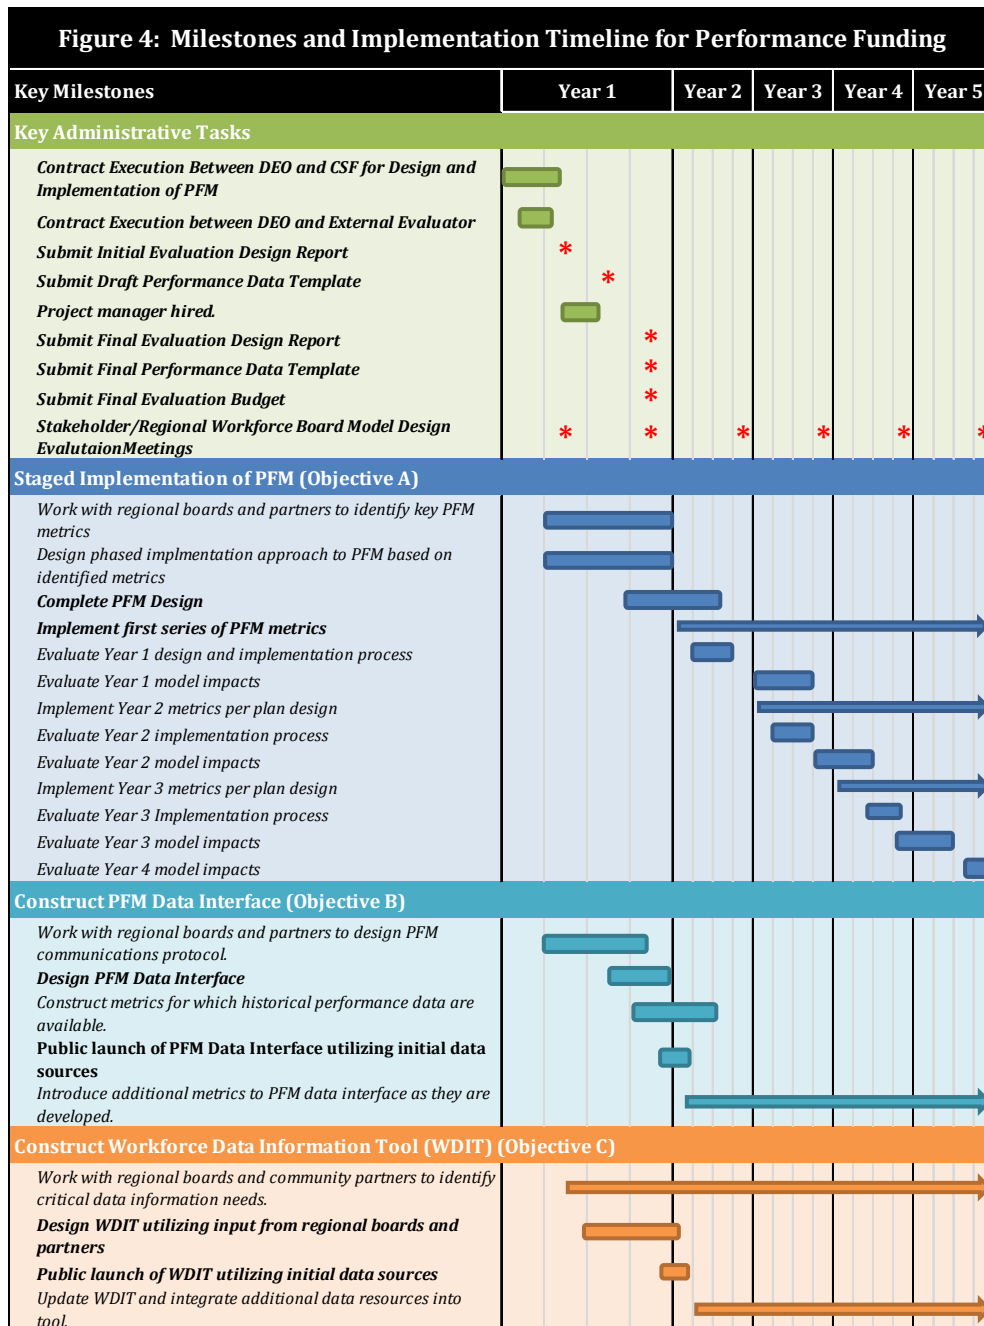 Figure 4:  Milestones and Implementation Timeline for Performance Funding
Key Milestones Year 1 Year 2 Year 3 Year 4 Year 5
Key Administrative Tasks
Contract Execution Between DEO and CSF for Design and
Implementation of PFM
Contract Execution between DEO and External Evaluator
Submit Initial Evaluation Design Report *
Submit Draft Performance Data Template *
Project manager hired.
Submit Final Evaluation Design Report *
Submit Final Performance Data Template *
Submit Final Evaluation Budget *
Stakeholder/Regional Workforce Board Model Design
EvalutaionMeetings * * * * * *
Staged Implementation of PFM (Objective A)
Work with regional boards and partners to identify key PFM
metrics
Design phased implmentation approach to PFM based on
identified metrics
Complete PFM Design
Implement first series of PFM metrics
Evaluate Year 1 design and implementation process
Evaluate Year 1 model impacts
Implement Year 2 metrics per plan design
Evaluate Year 2 implementation process
Evaluate Year 2 model impacts
Implement Year 3 metrics per plan design
Evaluate Year 3 Implementation process
Evaluate Year 3 model impacts
Evaluate Year 4 model impacts
Construct PFM Data Interface (Objective B)
Work with regional boards and partners to design PFM
communications protocol.
Design PFM Data Interface
Construct metrics for which historical performance data are
available.
Public launch of PFM Data Interface utilizing initial data
sources
Introduce additional metrics to PFM data interface as they are
developed.
Construct Workforce Data Information Tool (WDIT) (Objective C)
Work with regional boards and community partners to identify
critical data information needs.
Design WDIT utilizing input from regional boards and
partners
Public launch of WDIT utilizing initial data sources
Update WDIT and integrate additional data resources into
tool.